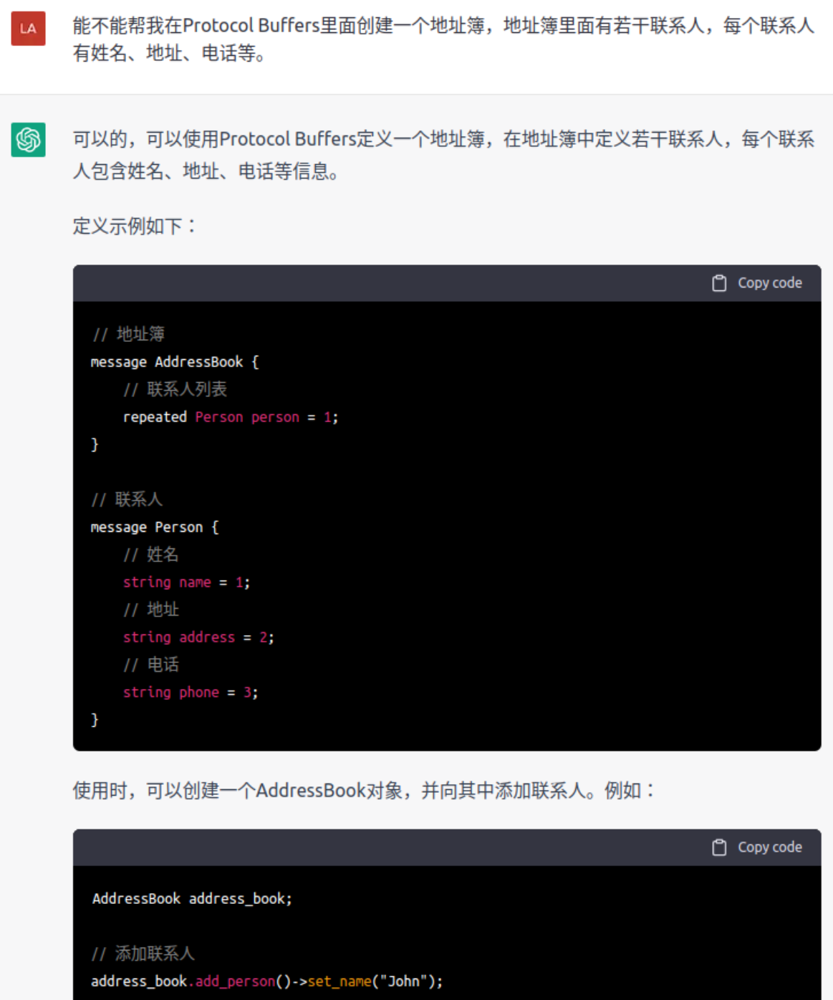 LA
能不能帮我在Protocol Buffers里面创建一个地址簿，地址簿里面有若干联系人，每个联系人
有姓名、地址、电话等。
可以的，可以使用Protocol Buffers定义一个地址簿，在地址簿中定义若干联系人，每个联系
人包含姓名、地址、电话等信息。
定义示例如下：
Copy code
// 地址簿
message AddressBook {
    // 联系人列表
    repeated Person person = 1;
}
// 联系人
message Person {
    // 姓名
    string name = 1;
    // 地址
    string address = 2;
    // 电话
    string phone = 3;
}
使用时，可以创建一个AddressBook对象，并向其中添加联系人。例如：
Copy code
AddressBook address_book;
// 添加联系人
address_book.add_person()->set_name("John");